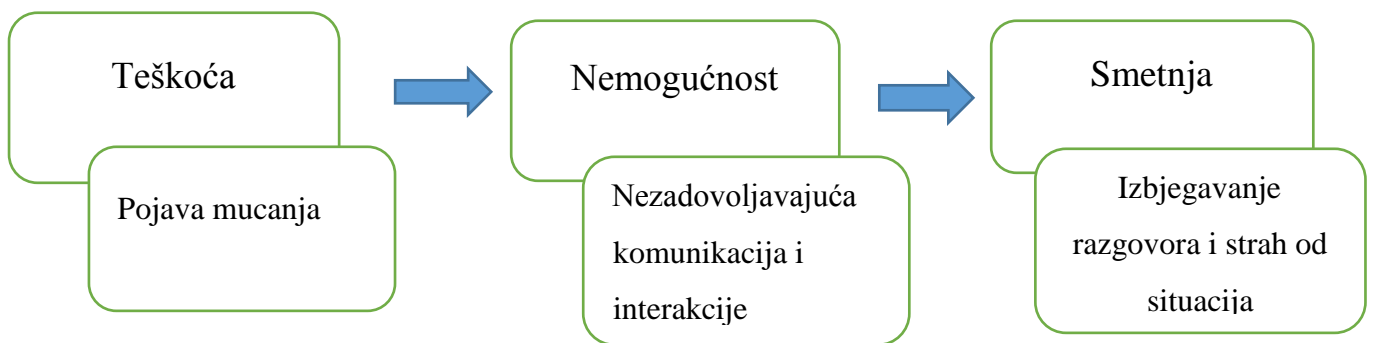 Teškoća
Pojava mucanja
Nemogućnost
Nezadovoljavajuća
komunikacija i
interakcije
Smetnja
Izbjegavanje
razgovora i strah od
situacija